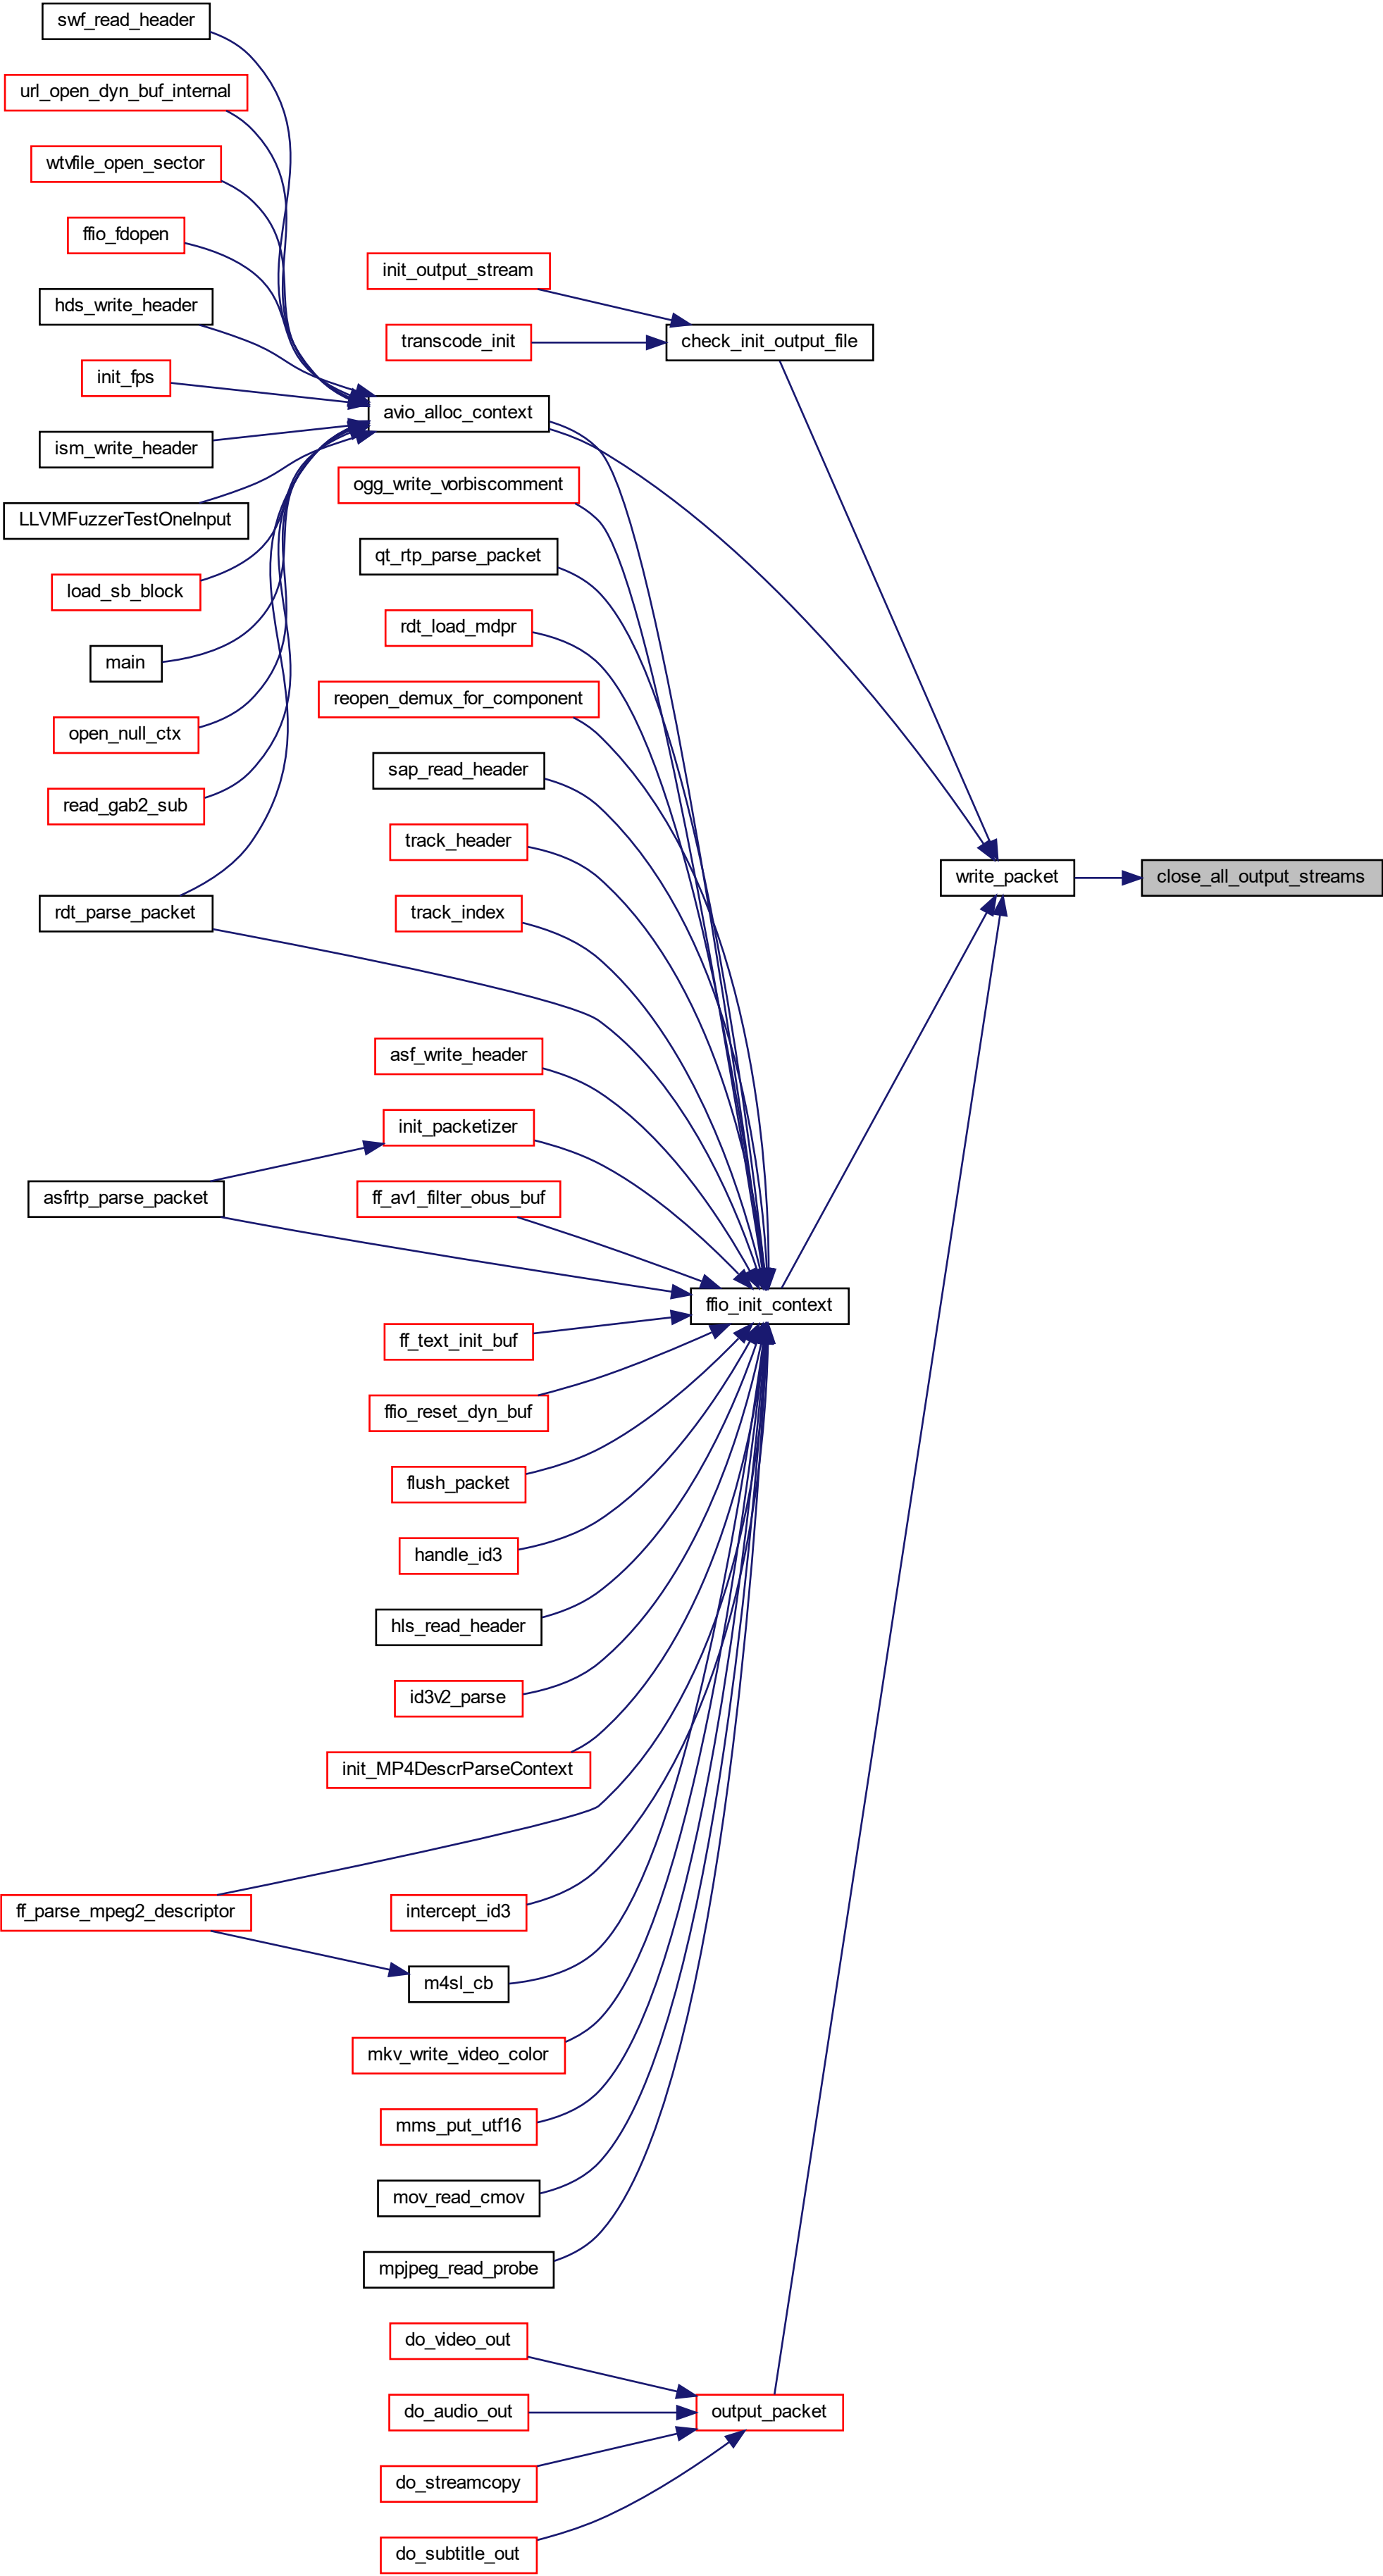 swf_read_header
url_open_dyn_buf_internal
wtvfile_open_sector
ffio_fdopen
init_output_stream
hds_write_header
transcode_init
check_init_output_file
init_fps
avio_alloc_context
ism_write_header
ogg_write_vorbiscomment
LLVMFuzzerTestOneInput
qt_rtp_parse_packet
load_sb_block
rdt_load_mdpr
main
reopen_demux_for_component
open_null_ctx
sap_read_header
read_gab2_sub
track_header
write_packet
close_all_output_streams
rdt_parse_packet
track_index
asf_write_header
init_packetizer
asfrtp_parse_packet
ff_av1_filter_obus_buf
ffio_init_context
ff_text_init_buf
ffio_reset_dyn_buf
flush_packet
handle_id3
hls_read_header
id3v2_parse
init_MP4DescrParseContext
ff_parse_mpeg2_descriptor
intercept_id3
m4sl_cb
mkv_write_video_color
mms_put_utf16
mov_read_cmov
mpjpeg_read_probe
do_video_out
do_audio_out
output_packet
do_streamcopy
do_subtitle_out